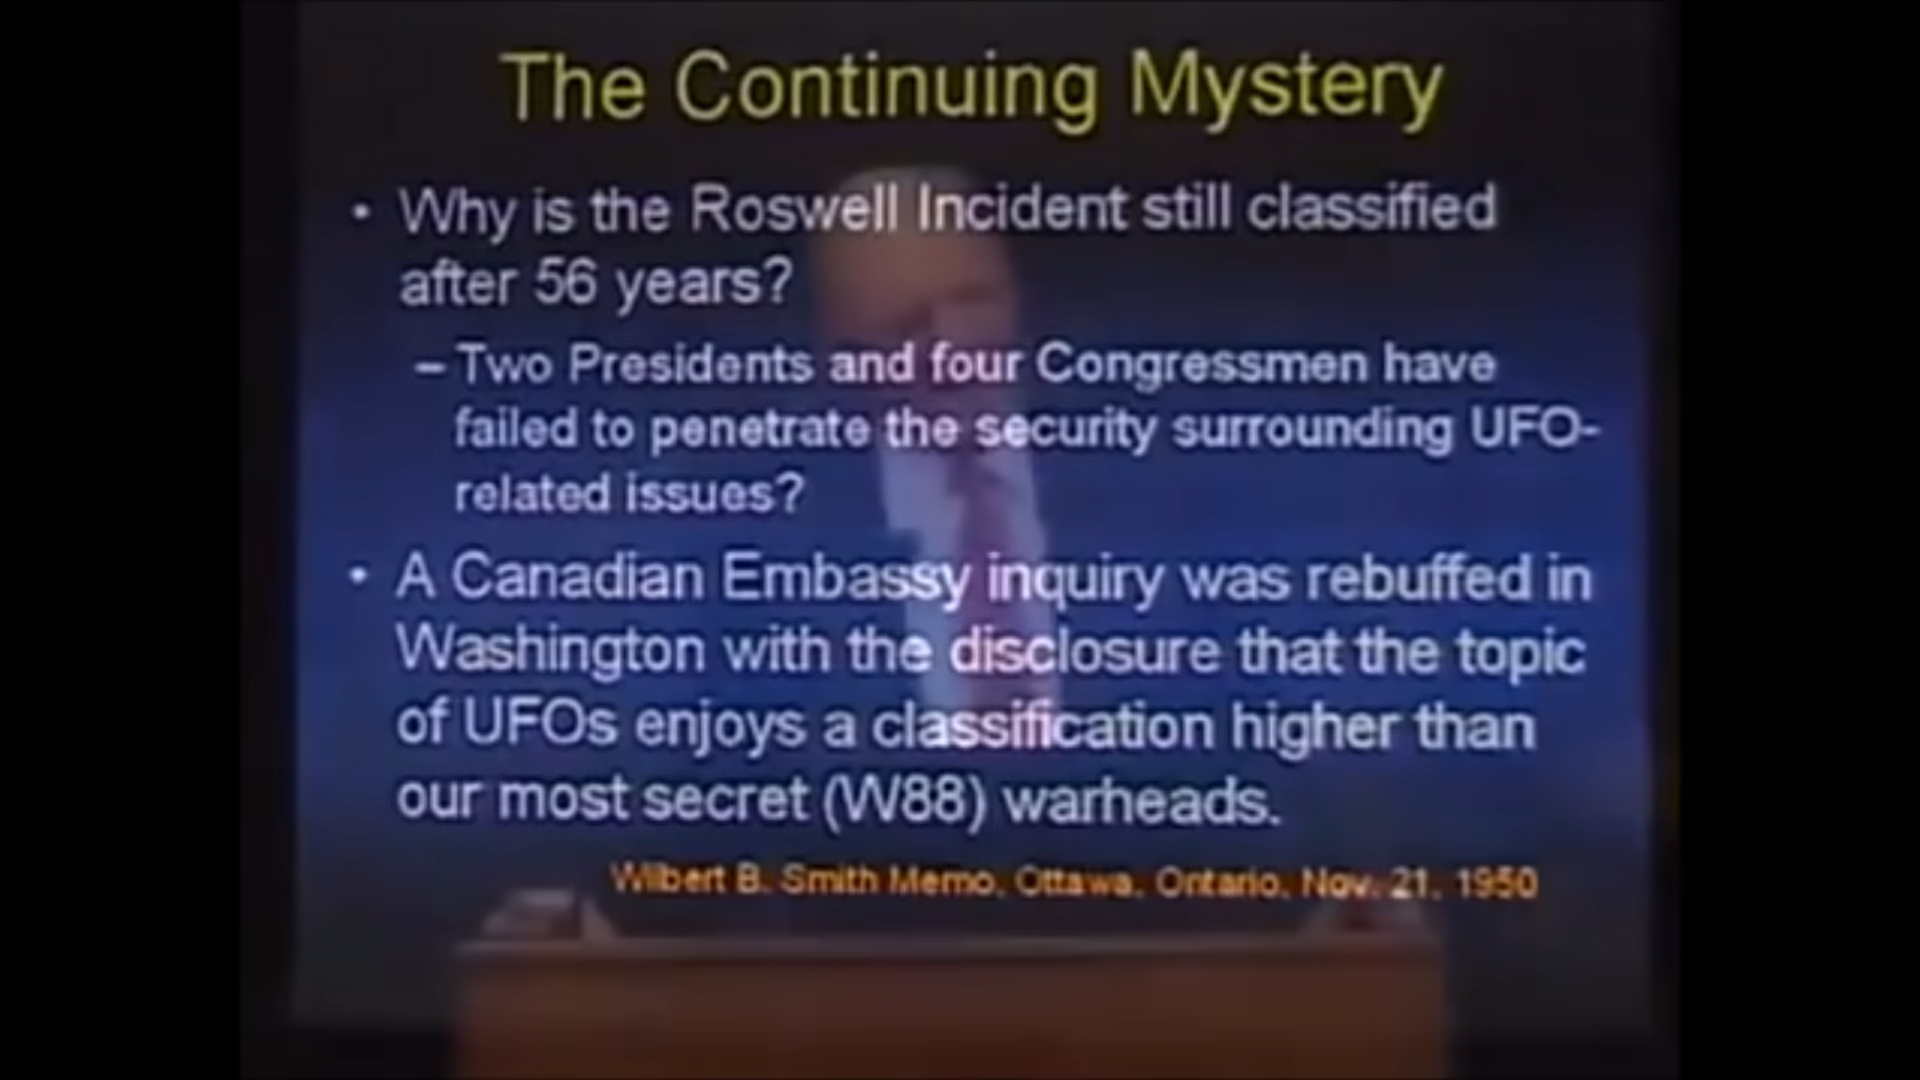 The Continuing Mystery
• Why is the Roswell Incident still classified
after 56 years?
– Two Presidents and four Congressmen have
failed to penetrate the security surrounding UFO-
related issues?
• A Canadian Embassy inquiry was rebuffed in
Washington with the disclosure that the topic
of UFOs enjoys a classification higher than
our most secret (W88) warheads.
Wilbert B. Smith Memo, Ottawa, Ontario, Nov. 21, 1950